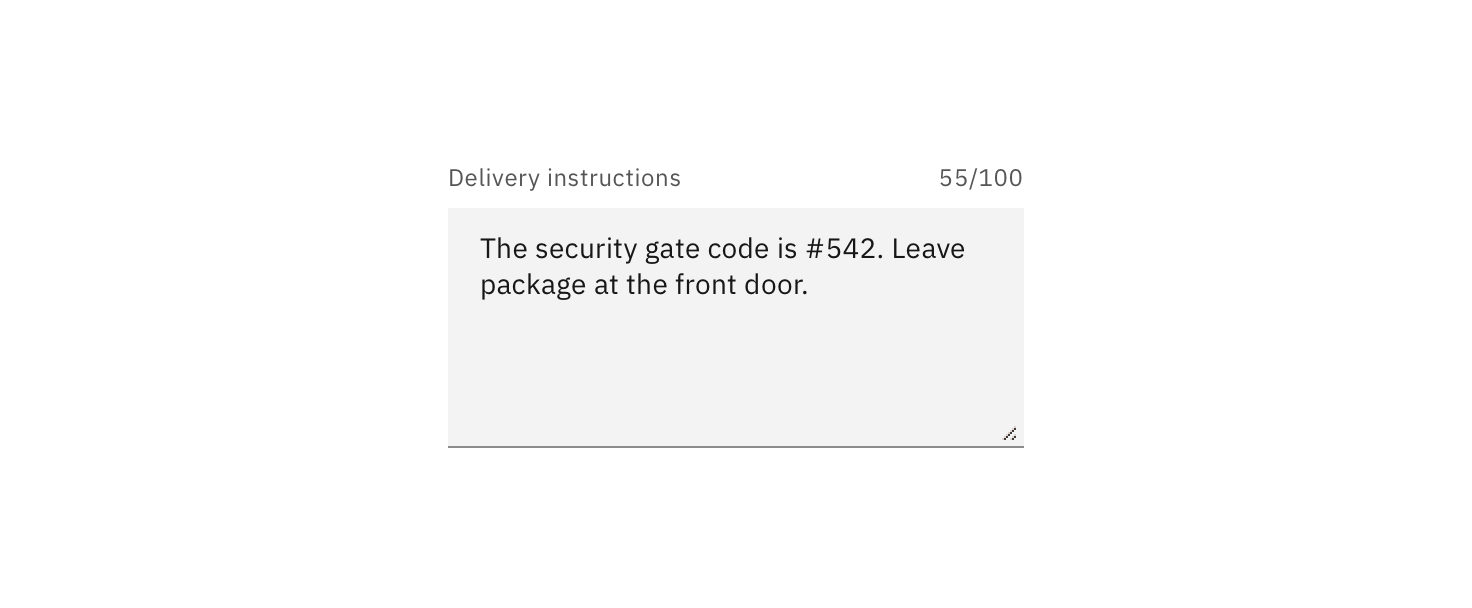 Delivery instructions 55/100
The security gate code is #542. Leave
package at the front door.